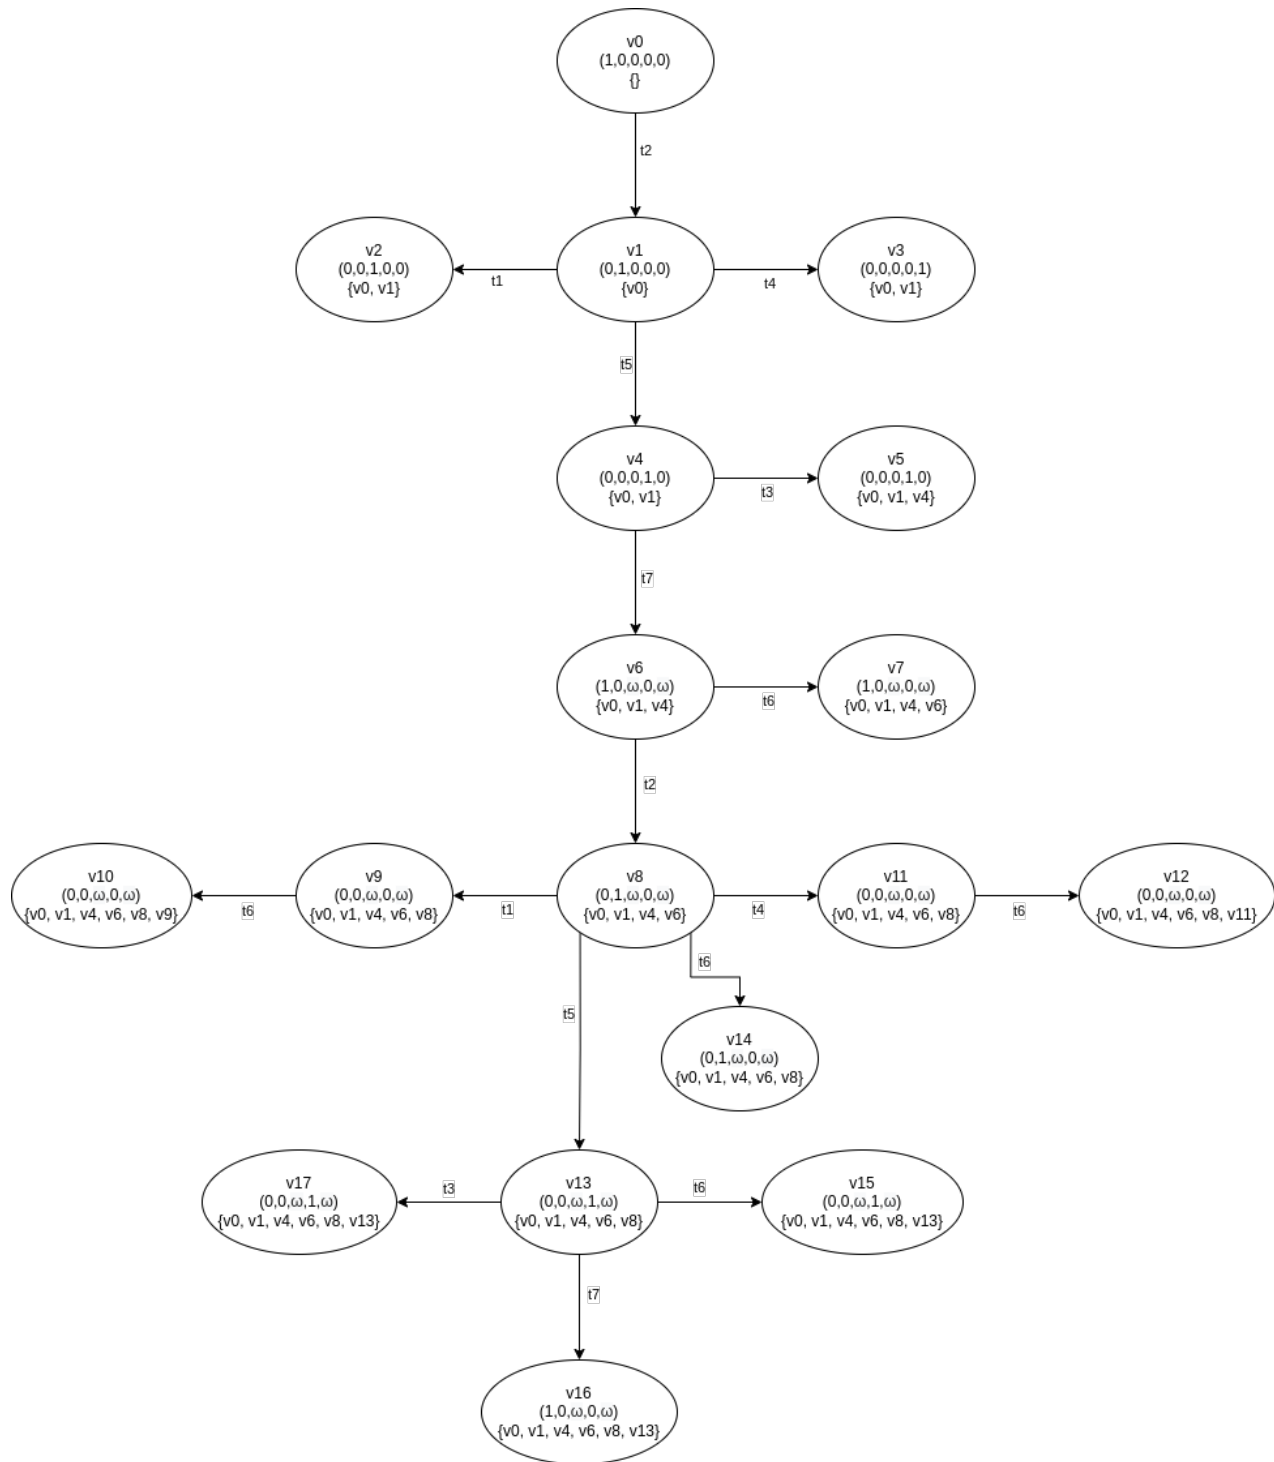 v0
(1,0,0,0,0)
{}
t2
v2
(0,0,1,0,0)
{v0, v1}
t1
v1
(0,1,0,0,0)
{v0}
t4
v3
(0,0,0,0,1)
{v0, v1}
t5
v4
(0,0,0,1,0)
{v0, v1}
t3
v5
(0,0,0,1,0)
{v0, v1, v4}
t7
v6
(1,0,ω,0,ω)
{v0, v1, v4}
t6
v7
(1,0,ω,0,ω)
{v0, v1, v4, v6}
t2
v10
(0,0,ω,0,ω)
{v0, v1, v4, v6, v8, v9}
t6
v9
(0,0,ω,0,ω)
{v0, v1, v4, v6, v8}
t1
v8
(0,1,ω,0,ω)
{v0, v1, v4, v6}
t4
v11
(0,0,ω,0,ω)
{v0, v1, v4, v6, v8}
t6
v12
(0,0,ω,0,ω)
{v0, v1, v4, v6, v8, v11}
t6
t5
v14
(0,1,ω,0,ω)
{v0, v1, v4, v6, v8}
v17
(0,0,ω,1,ω)
{v0, v1, v4, v6, v8, v13}
t3
v13
(0,0,ω,1,ω)
{v0, v1, v4, v6, v8}
t6
v15
(0,0,ω,1,ω)
{v0, v1, v4, v6, v8, v13}
t7
v16
(1,0,ω,0,ω)
{v0, v1, v4, v6, v8, v13}